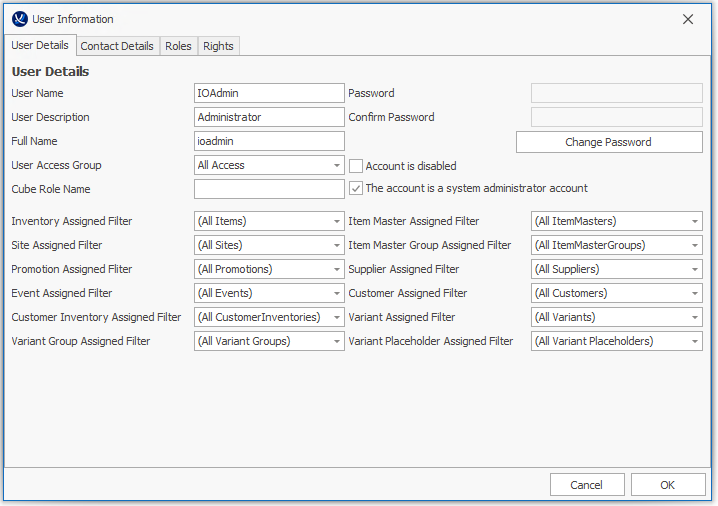 User Information
User Details Contact Details Roles Rights
User Details
User Name IOAdmin Password
User Description Administrator Confirm Password
Full Name ioadmin Change Password
User Access Group All Access Account is disabled
Cube Role Name The account is a system administrator account
Inventory Assigned Filter (All Items) Item Master Assigned Filter (All ItemMasters)
Site Assigned Filter (All Sites) Item Master Group Assigned Filter (All ItemMasterGroups)
Promotion Assigned Fliter (All Promotions) Supplier Assigned Filter (All Suppliers)
Event Assigned Filter (All Events) Customer Assigned Filter (All Customers)
Customer Inventory Assigned Filter (All CustomerInventories) Variant Assigned Filter (All Variants)
Variant Group Assigned Filter (All Variant Groups) Variant Placeholder Assigned Filter (All Variant Placeholders)
Cancel OK